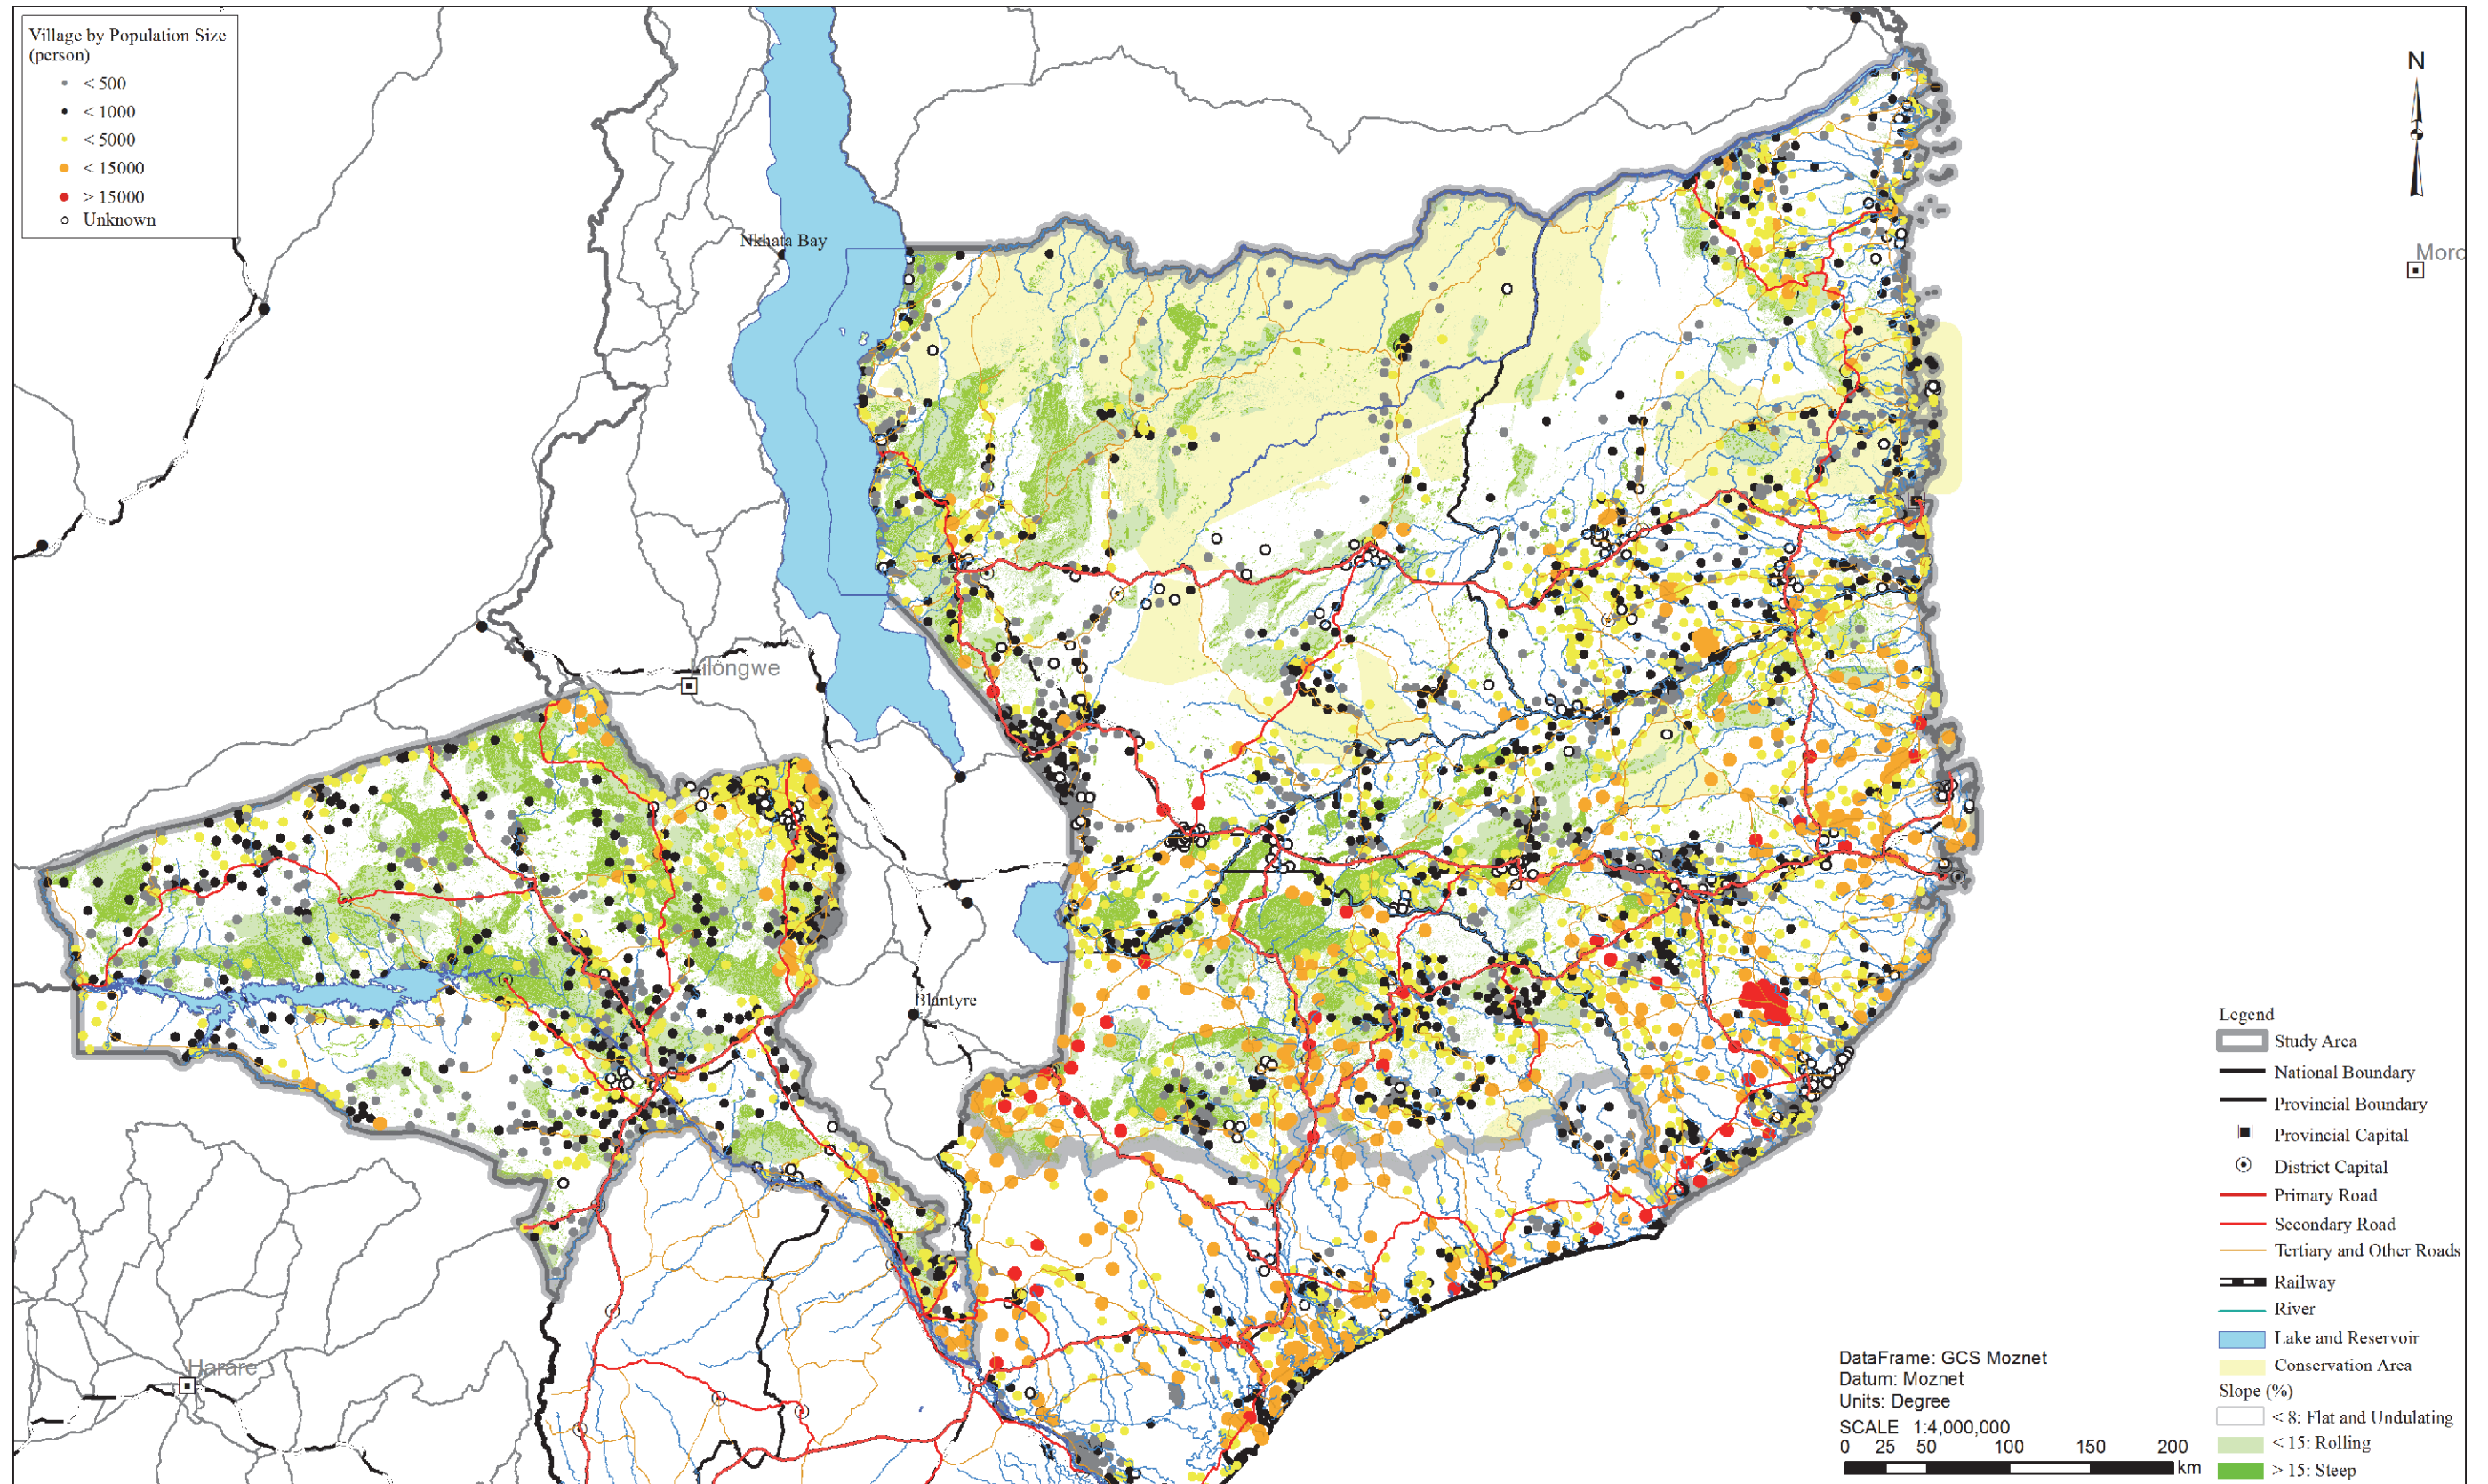 Village by Population Size
(person)
< 500
< 1000
< 5000
< 15000
> 15000
Unknown
N
Moro
Nkhata Bay
Lilongwe
Blantyre
Harare
Legend
Study Area
National Boundary
Provincial Boundary
Provincial Capital
District Capital
Primary Road
Secondary Road
Tertiary and Other Roads
Railway
River
Lake and Reservoir
Conservation Area
Slope (%)
< 8: Flat and Undulating
< 15: Rolling
> 15: Steep
DataFrame: GCS Moznet
Datum: Moznet
Units: Degree
SCALE 1:4,000,000
0 25 50 100 150 200
km